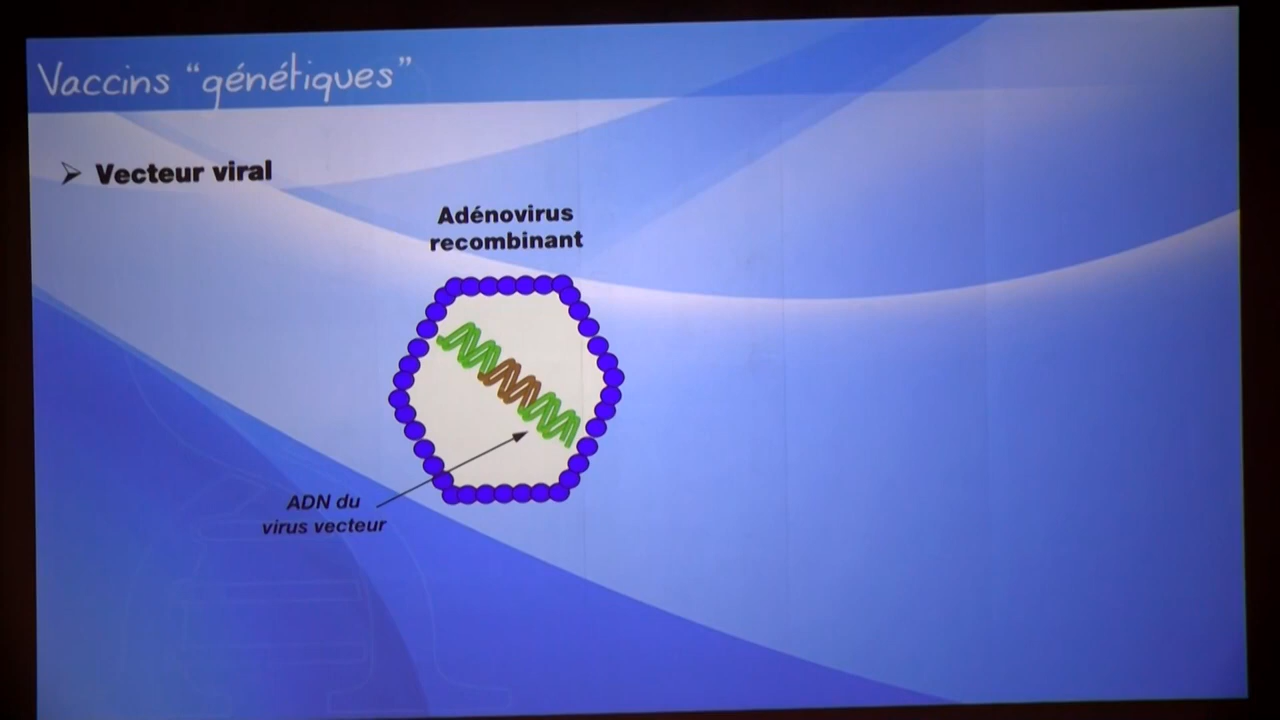 Vaccins “génétiques”
➢ Vecteur viral
Adénovirus
recombinant
ADN du
virus vecteur